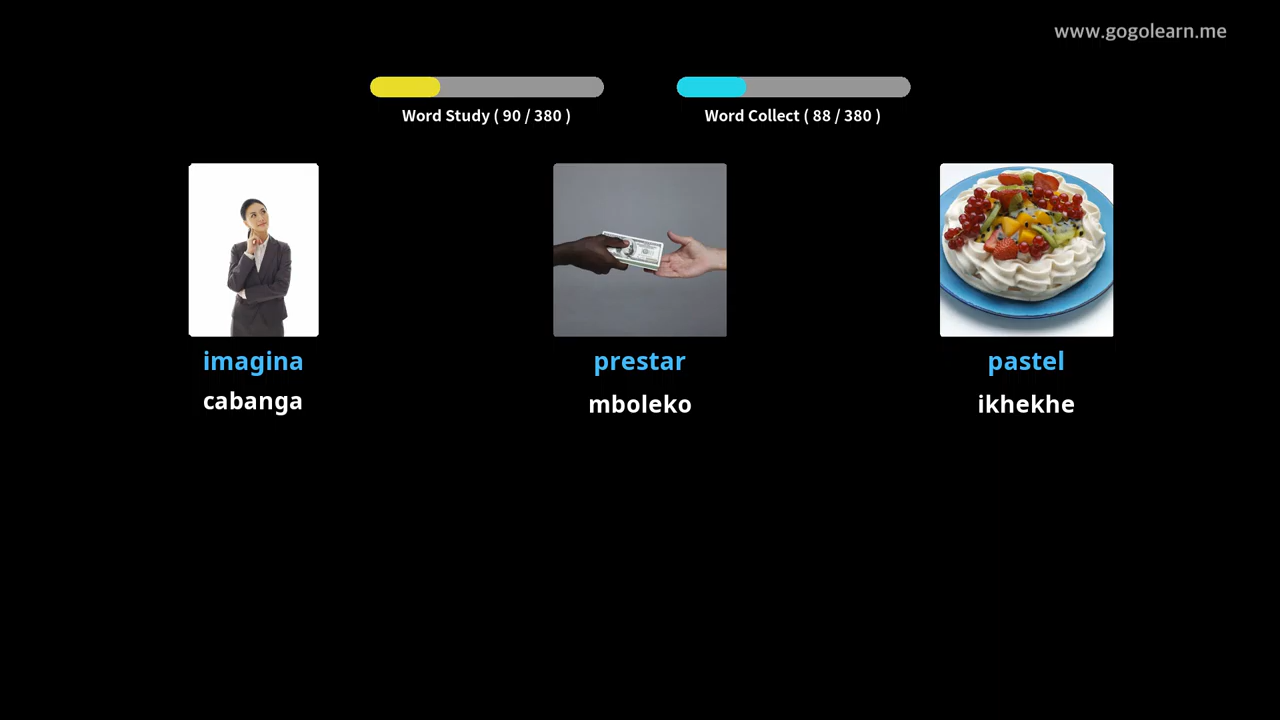 www.gogolearn.me
Word Study ( 90 / 380 )
Word Collect ( 88 / 380 )
imagina
prestar
pastel
cabanga
mboleko
ikhekhe